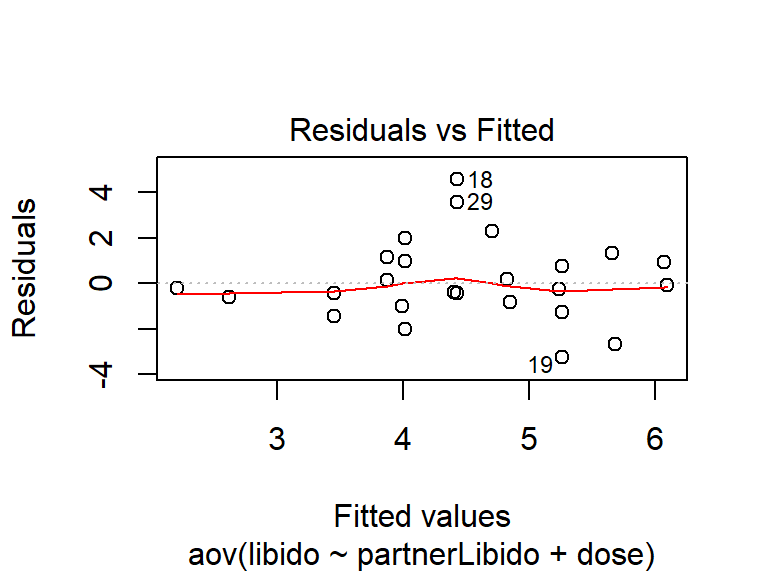 Residuals vs Fitted
Residuals
4
2
0
-4
18
29
19
3
4
5
6
Fitted values
aov(libido ~ partnerLibido + dose)